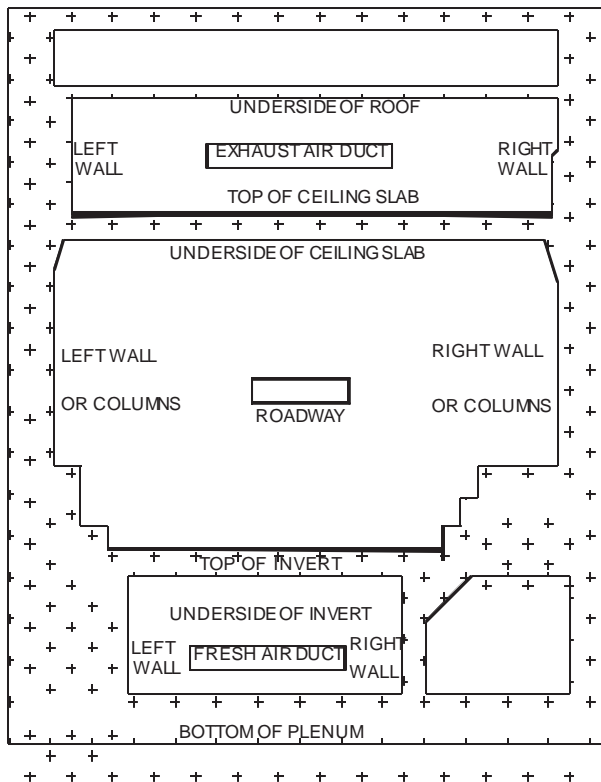 UNDERSIDE OF ROOF
LEFT
WALL
EXHAUST AIR DUCT
RIGHT
WALL
TOP OF CEILING SLAB
UNDERSIDE OF CEILING SLAB
LEFT WALL
OR COLUMNS
RIGHT WALL
OR COLUMNS
ROADWAY
TOP OF INVERT
UNDERSIDE OF INVERT
LEFT
WALL
FRESH AIR DUCT
RIGHT
WALL
BOTTOM OF PLENUM